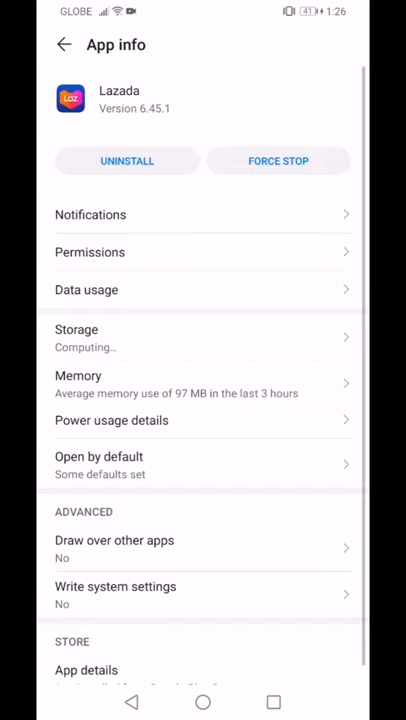 GLOBE 41 1:26
App info
Lazada
Laz
Version 6.45.1
UNINSTALL FORCE STOP
Notifications
Permissions
Data usage
Storage
Computing...
Memory
Average memory use of 97 MB in the last 3 hours
Power usage details
Open by default
Some defaults set
ADVANCED
Draw over other apps
No
Write system settings
No
STORE
App details